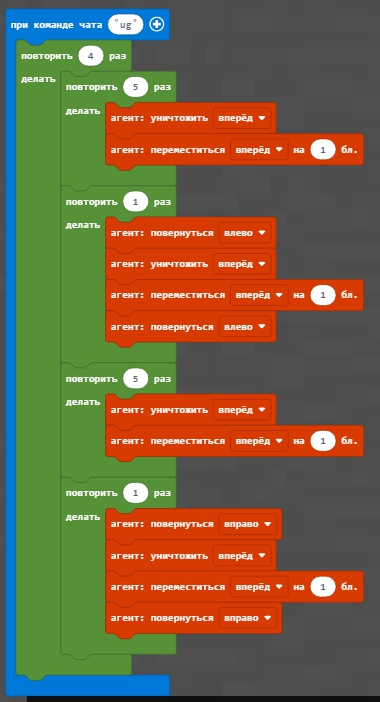 при команде чата "ug"
повторить 4 раз
делать
повторить 5 раз
делать
агент: уничтожить вперёд
агент: переместиться вперёд на 1 бл.
повторить 1 раз
делать
агент: повернуться влево
агент: уничтожить вперёд
агент: переместиться вперёд на 1 бл.
агент: повернуться влево
повторить 5 раз
делать
агент: уничтожить вперёд
агент: переместиться вперёд на 1 бл.
повторить 1 раз
делать
агент: повернуться вправо
агент: уничтожить вперёд
агент: переместиться вперёд на 1 бл.
агент: повернуться вправо